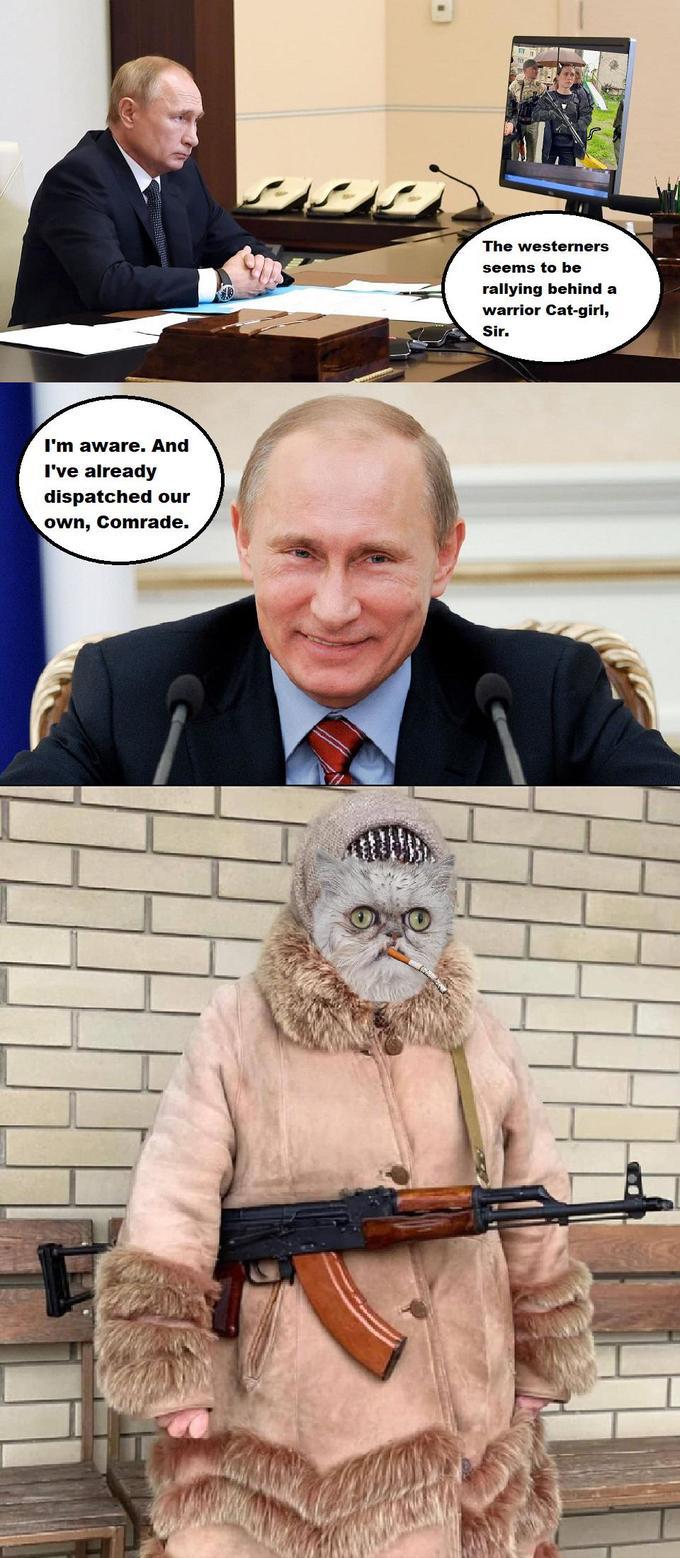 The westerners
seems to be
rallying behind a
warrior Cat-girl,
Sir.
I'm aware. And
I've already
dispatched our
own, Comrade.